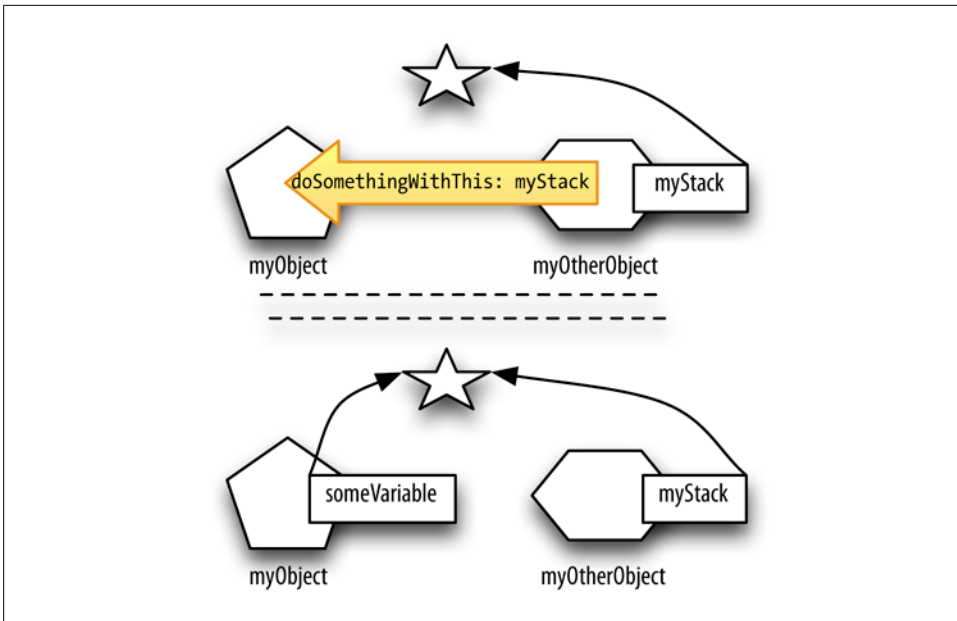 doSomethingWithThis: myStack
myStack
myObject
myOtherObject
someVariable
myStack
myObject
myOtherObject